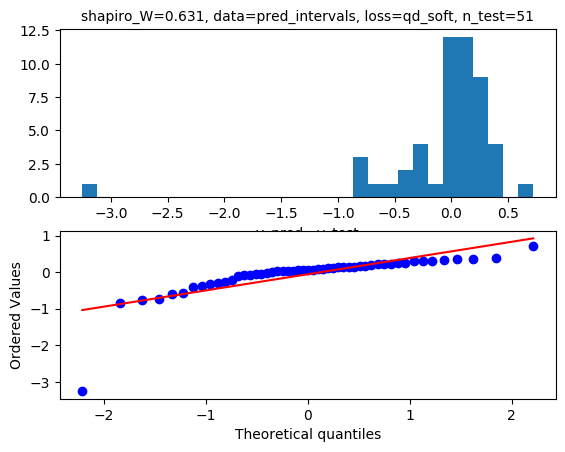 shapiro_W=0.631, data=pred_intervals, loss=qd_soft, n_test=51
12.5
10.0
7.5
5.0
2.5
0.0
−3.0 −2.5 −2.0 −1.5 −1.0 −0.5 0.0 0.5
1
0
−1
−2
−3
Ordered Values
−2 −1 0 1 2
Theoretical quantiles